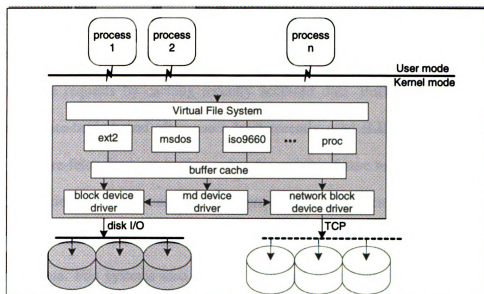 process
1
process
2
process
n
User mode
Kernel mode
Virtual File System
ext2
msdos
iso9660
...
proc
buffer cache
block device
driver
md device
driver
network block
device driver
disk I/O
TCP